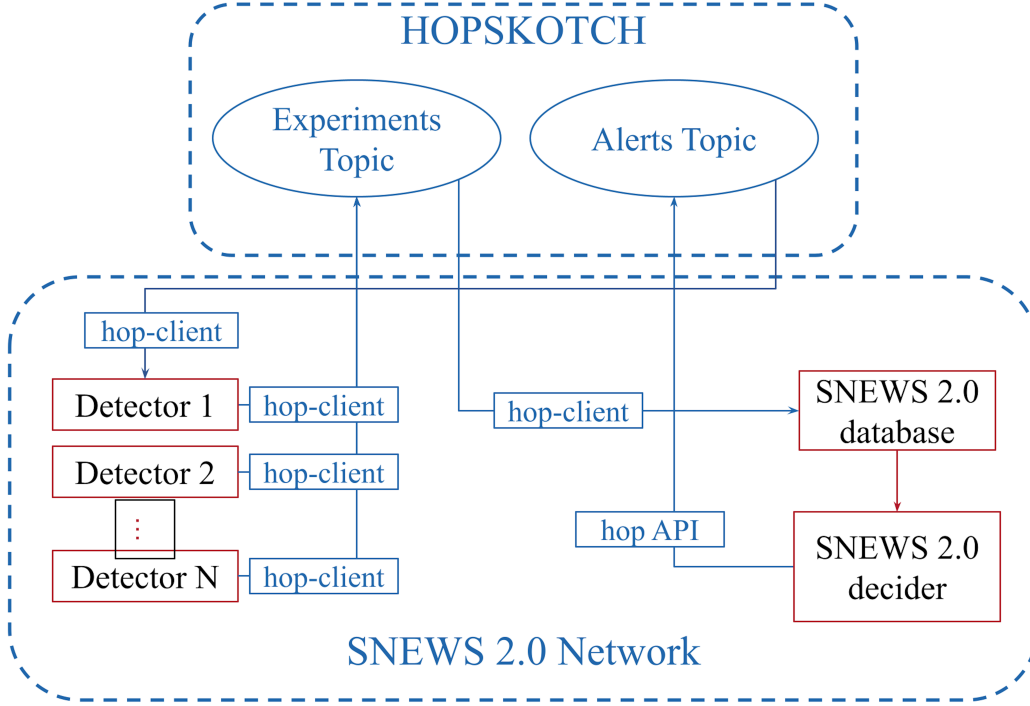 HOPSKOTCH
Experiments
Topic
Alerts Topic
hop-client
Detector 1
hop-client
hop-client
SNEWS 2.0
database
Detector 2
hop-client
⋮
hop API
SNEWS 2.0
decider
Detector N
hop-client
SNEWS 2.0 Network